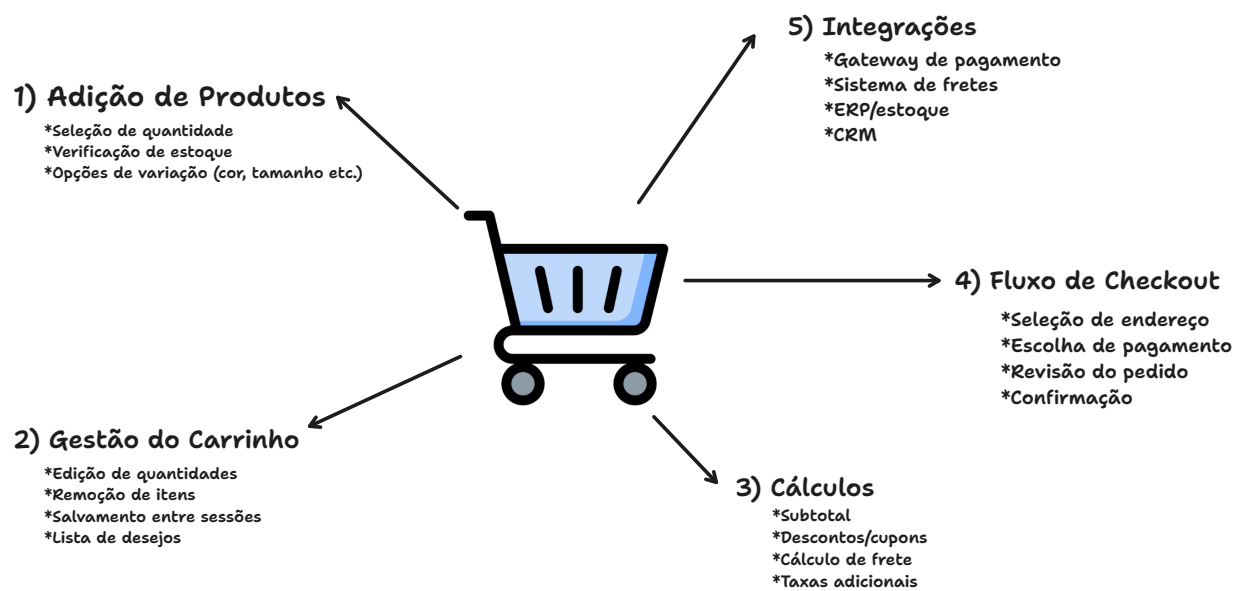 1) Adição de Produtos
*Seleção de quantidade
*Verificação de estoque
*Opções de variação (cor, tamanho etc.)
2) Gestão do Carrinho
*Edição de quantidades
*Remoção de itens
*Salvamento entre sessões
*Lista de desejos
3) Cálculos
*Subtotal
*Descontos/cupons
*Cálculo de frete
*Taxas adicionais
4) Fluxo de Checkout
*Seleção de endereço
*Escolha de pagamento
*Revisão do pedido
*Confirmação
5) Integrações
*Gateway de pagamento
*Sistema de fretes
*ERP/estoque
*CRM